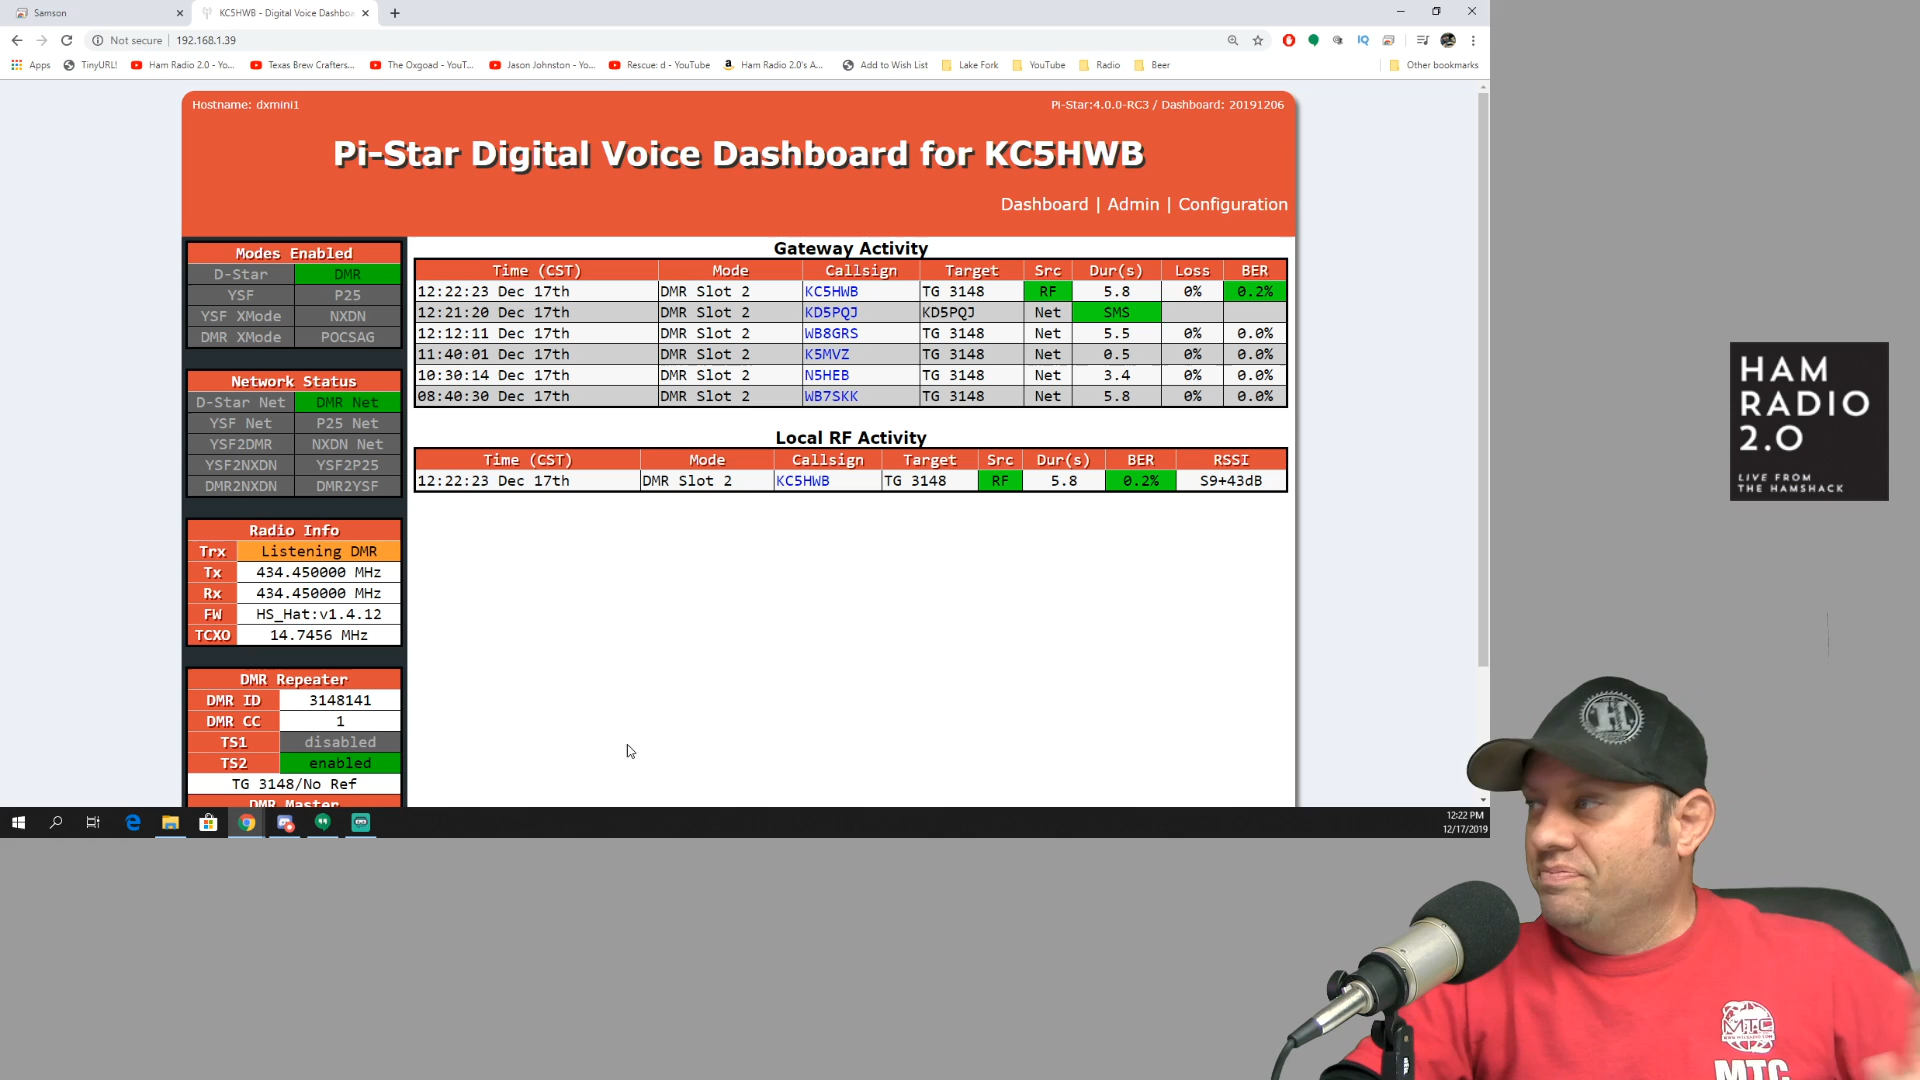 Samson
KC5HWB - Digital Voice Dashbo
Not secure | 192.168.1.39
Apps TinyURL! Ham Radio 2.0 - Yo... Texas Brew Crafters... The Oxgoad - YouT... Jason Johnston - Yo... Rescue: d - YouTube Ham Radio 2.0's A... Add to Wish List Lake Fork YouTube Radio Beer Other bookmarks
Hostname: dxmini1
Pi-Star:4.0.0-RC3 / Dashboard: 20191206
Pi-Star Digital Voice Dashboard for KC5HWB
Dashboard | Admin | Configuration
Modes Enabled
D-Star DMR
YSF P25
YSF XMode NXDN
DMR XMode POCSAG
Network Status
D-Star Net DMR Net
YSF Net P25 Net
YSF2DMR NXDN Net
YSF2NXDN YSF2P25
DMR2NXDN DMR2YSF
Radio Info
Trx Listening DMR
Tx 434.450000 MHz
Rx 434.450000 MHz
FW HS_Hat:v1.4.12
TCXO 14.7456 MHz
DMR Repeater
DMR ID 3148141
DMR CC 1
TS1 disabled
TS2 enabled
TG 3148/No Ref
DMR Master
Gateway Activity
Time (CST) Mode Callsign Target Src Dur(s) Loss BER
12:22:23 Dec 17th DMR Slot 2 KC5HWB TG 3148 RF 5.8 0% 0.2%
12:21:20 Dec 17th DMR Slot 2 KD5PQJ KD5PQJ Net SMS
12:12:11 Dec 17th DMR Slot 2 WB8GRS TG 3148 Net 5.5 0% 0.0%
11:40:01 Dec 17th DMR Slot 2 K5MVZ TG 3148 Net 0.5 0% 0.0%
10:30:14 Dec 17th DMR Slot 2 N5HEB TG 3148 Net 3.4 0% 0.0%
08:40:30 Dec 17th DMR Slot 2 WB7SKK TG 3148 Net 5.8 0% 0.0%
Local RF Activity
Time (CST) Mode Callsign Target Src Dur(s) BER RSSI
12:22:23 Dec 17th DMR Slot 2 KC5HWB TG 3148 RF 5.8 0.2% S9+43dB
12:22 PM
12/17/2019
HAM
RADIO
2.0
LIVE FROM
THE HAMSHACK
H
MTC
MTC